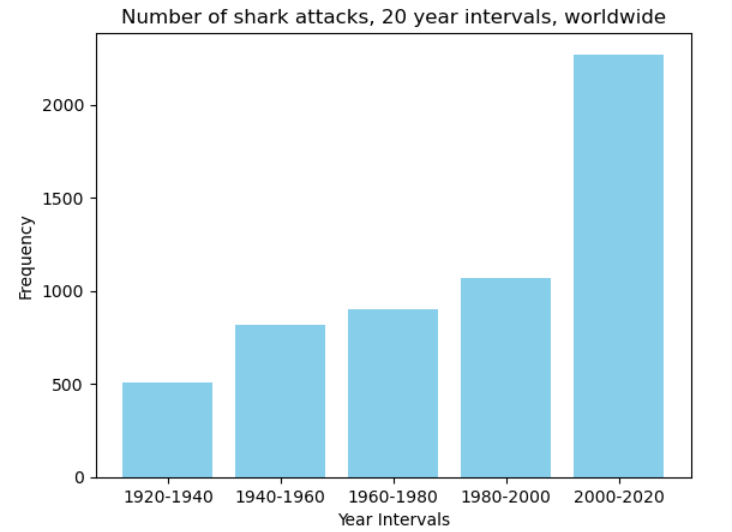 Number of shark attacks, 20 year intervals, worldwide
2000
1500
1000
500
0
Frequency
1920-1940 1940-1960 1960-1980 1980-2000 2000-2020
Year Intervals